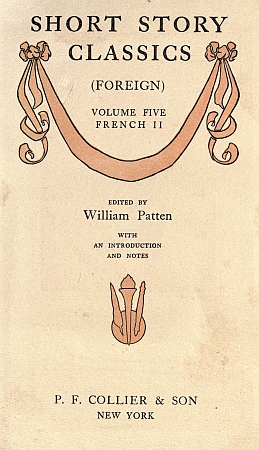 SHORT STORY
CLASSICS
(FOREIGN)
VOLUME FIVE
FRENCH II
EDITED BY
William Patten
WITH
AN INTRODUCTION
AND NOTES
P. F. COLLIER & SON
NEW YORK